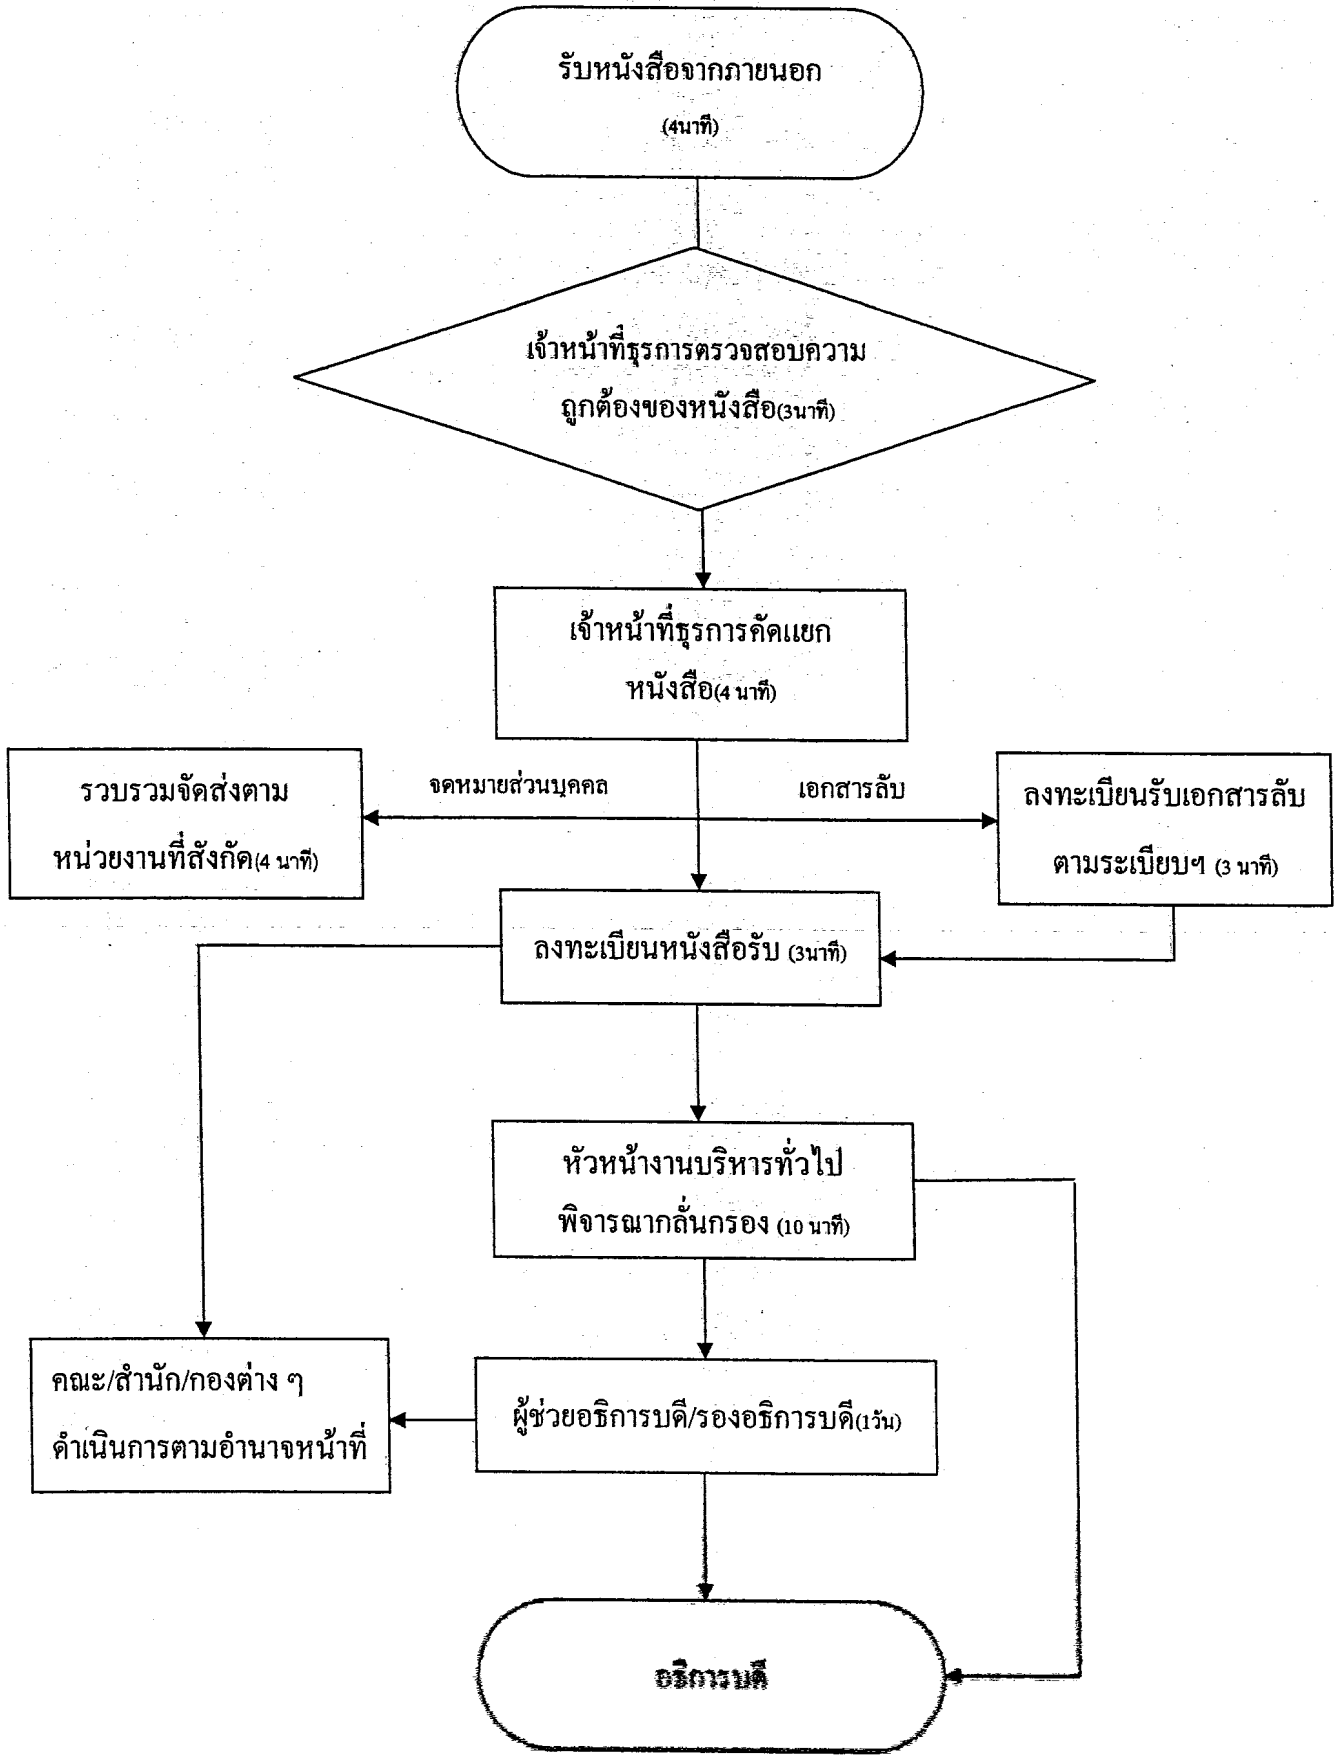 รับหนังสือจากภายนอก
(4นาที)
เจ้าหน้าที่ธุรการตรวจสอบความ
ถูกต้องของหนังสือ(3นาที)
เจ้าหน้าที่ธุรการคัดแยก
หนังสือ(4 นาที)
รวบรวมจัดส่งตาม
หน่วยงานที่สังกัด(4 นาที)
จดหมายส่วนบุคคล
เอกสารลับ
ลงทะเบียนรับเอกสารลับ
ตามระเบียบฯ (3 นาที)
ลงทะเบียนหนังสือรับ (3นาที)
หัวหน้างานบริหารทั่วไป
พิจารณากลั่นกรอง (10 นาที)
คณะ/สำนัก/กองต่าง ๆ
ดำเนินการตามอำนาจหน้าที่
ผู้ช่วยอธิการบดี/รองอธิการบดี(1วัน)
อธิการบดี